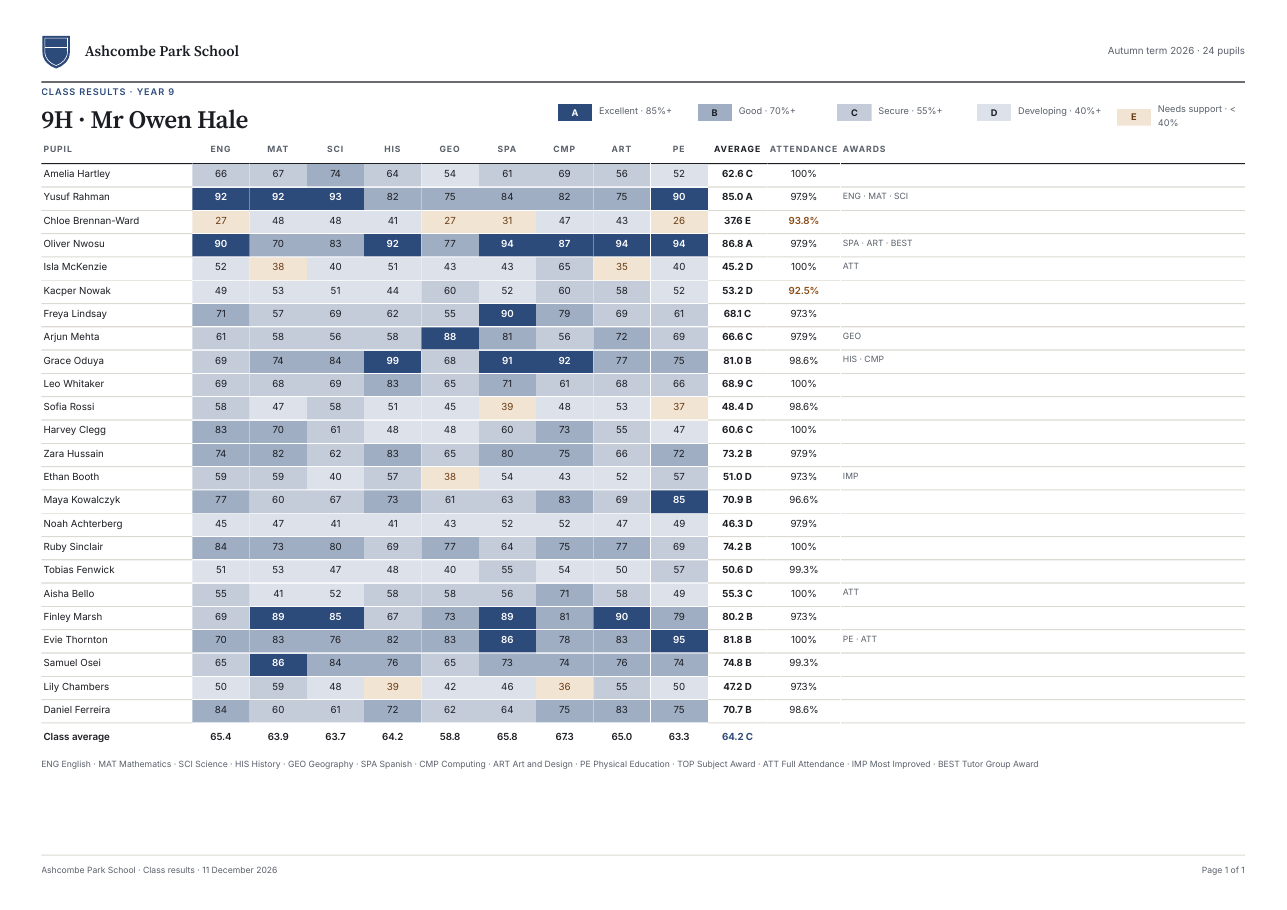 Ashcombe Park School
Autumn term 2026 · 24 pupils
CLASS RESULTS · YEAR 9
9H · Mr Owen Hale
A Excellent · 85%+ B Good · 70%+ C Secure · 55%+ D Developing · 40%+ E Needs support · < 40%
PUPIL ENG MAT SCI HIS GEO SPA CMP ART PE AVERAGE ATTENDANCE AWARDS
Amelia Hartley 66 67 74 64 54 61 69 56 52 62.6 C 100%
Yusuf Rahman 92 92 93 82 75 84 82 75 90 85.0 A 97.9% ENG · MAT · SCI
Chloe Brennan-Ward 27 48 48 41 27 31 47 43 26 37.6 E 93.8%
Oliver Nwosu 90 70 83 92 77 94 87 94 94 86.8 A 97.9% SPA · ART · BEST
Isla McKenzie 52 38 40 51 43 43 65 35 40 45.2 D 100% ATT
Kacper Nowak 49 53 51 44 60 52 60 58 52 53.2 D 92.5%
Freya Lindsay 71 57 69 62 55 90 79 69 61 68.1 C 97.3%
Arjun Mehta 61 58 56 58 88 81 56 72 69 66.6 C 97.9% GEO
Grace Oduya 69 74 84 99 68 91 92 77 75 81.0 B 98.6% HIS · CMP
Leo Whitaker 69 68 69 83 65 71 61 68 66 68.9 C 100%
Sofia Rossi 58 47 58 51 45 39 48 53 37 48.4 D 98.6%
Harvey Clegg 83 70 61 48 48 60 73 55 47 60.6 C 100%
Zara Hussain 74 82 62 83 65 80 75 66 72 73.2 B 97.9%
Ethan Booth 59 59 40 57 38 54 43 52 57 51.0 D 97.3% IMP
Maya Kowalczyk 77 60 67 73 61 63 83 69 85 70.9 B 96.6%
Noah Achterberg 45 47 41 41 43 52 52 47 49 46.3 D 97.9%
Ruby Sinclair 84 73 80 69 77 64 75 77 69 74.2 B 100%
Tobias Fenwick 51 53 47 48 40 55 54 50 57 50.6 D 99.3%
Aisha Bello 55 41 52 58 58 56 71 58 49 55.3 C 100% ATT
Finley Marsh 69 89 85 67 73 89 81 90 79 80.2 B 97.3%
Evie Thornton 70 83 76 82 83 86 78 83 95 81.8 B 100% PE · ATT
Samuel Osei 65 86 84 76 65 73 74 76 74 74.8 B 99.3%
Lily Chambers 50 59 48 39 42 46 36 55 50 47.2 D 97.3%
Daniel Ferreira 84 60 61 72 62 64 75 83 75 70.7 B 98.6%
Class average 65.4 63.9 63.7 64.2 58.8 65.8 67.3 65.0 63.3 64.2 C
ENG English · MAT Mathematics · SCI Science · HIS History · GEO Geography · SPA Spanish · CMP Computing · ART Art and Design · PE Physical Education · TOP Subject Award · ATT Full Attendance · IMP Most Improved · BEST Tutor Group Award
Ashcombe Park School · Class results · 11 December 2026
Page 1 of 1